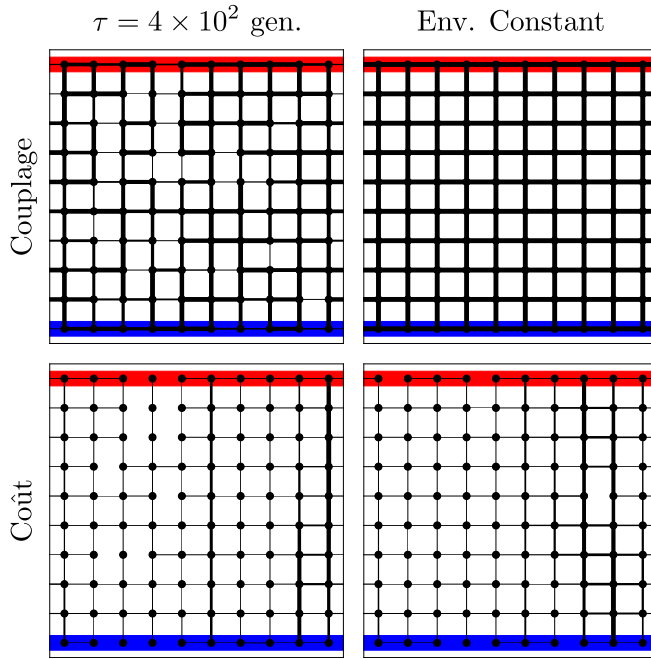 τ = 4 × 10² gen.
Env. Constant
Couplage
Coût